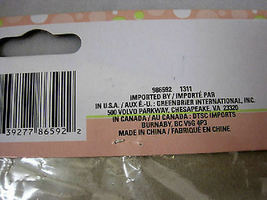 986592 1311
IMPORTED BY / IMPORTÉ PAR
IN U.S.A. / AUX É.-U. : GREENBRIER INTERNATIONAL, INC.
500 VOLVO PARKWAY, CHESAPEAKE, VA 23320
IN CANADA / AU CANADA : DTSC IMPORTS
BURNABY, BC V5G 4P3
MADE IN CHINA / FABRIQUÉ EN CHINE
39277 86592 2